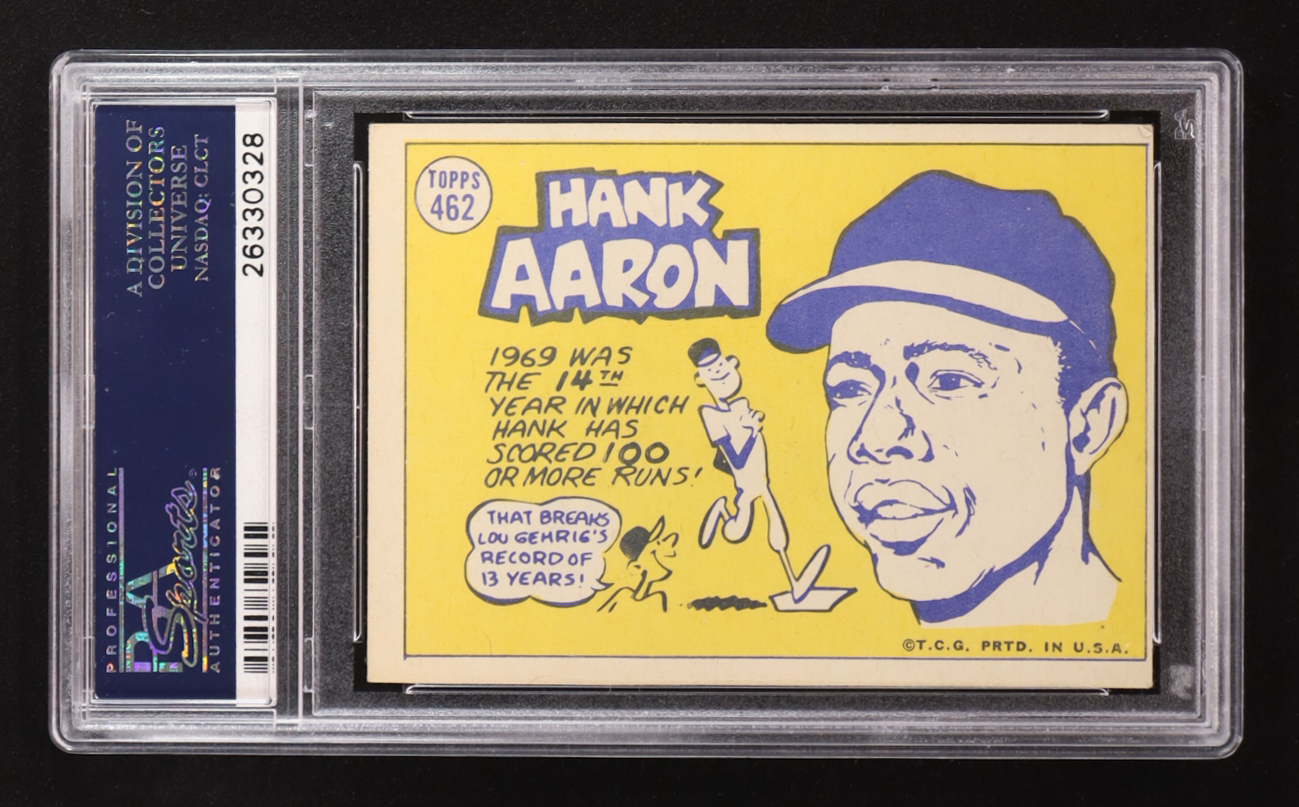 A DIVISION OF
COLLECTORS
UNIVERSE
NASDAQ: CLCT
26330328
PROFESSIONAL
PSA
Sports
AUTHENTICATOR
TOPPS
462
HANK
AARON
1969 WAS
THE 14TH
YEAR IN WHICH
HANK HAS
SCORED 100
OR MORE RUNS!
THAT BREAKS
LOU GEHRIG'S
RECORD OF
13 YEARS!
©T.C.G. PRTD. IN U.S.A.